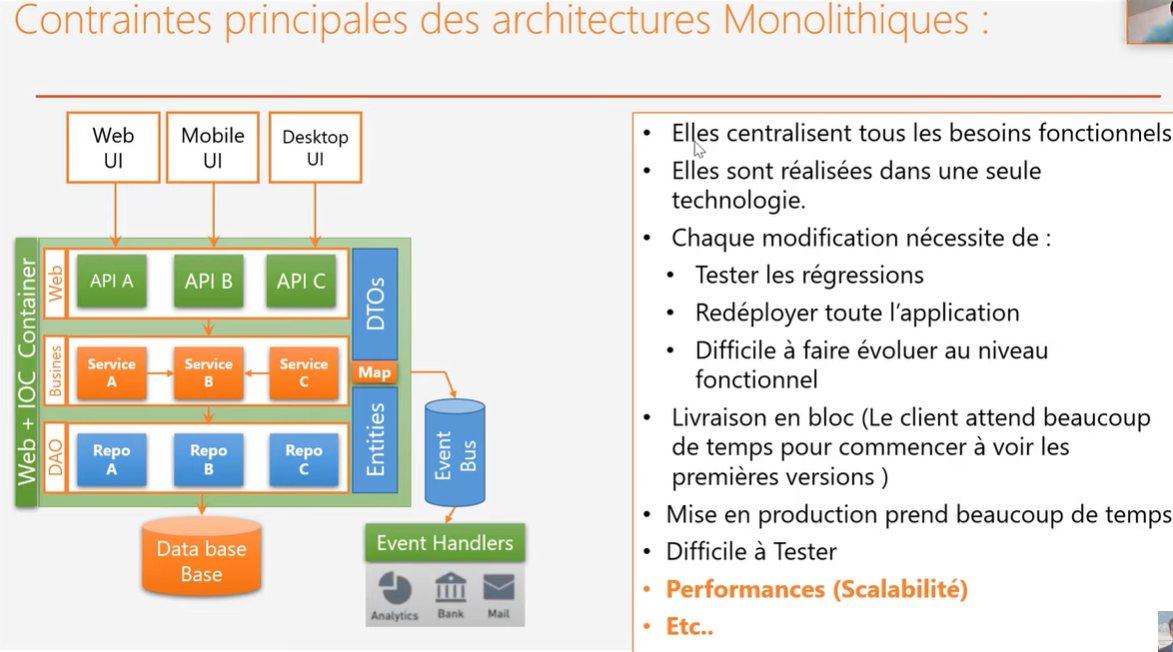 Contraintes principales des architectures Monolithiques :
Web
UI
Mobile
UI
Desktop
UI
Web + IOC Container
Web
API A
API B
API C
DTOs
Busines
Service
A
Service
B
Service
C
Map
DAO
Repo
A
Repo
B
Repo
C
Entities
Event
Bus
Data base
Base
Event Handlers
Analytics
Bank
Mail
• Elles centralisent tous les besoins fonctionnels
• Elles sont réalisées dans une seule
technologie.
• Chaque modification nécessite de :
• Tester les régressions
• Redéployer toute l’application
• Difficile à faire évoluer au niveau
fonctionnel
• Livraison en bloc (Le client attend beaucoup
de temps pour commencer à voir les
premières versions )
• Mise en production prend beaucoup de temps
• Difficile à Tester
• Performances (Scalabilité)
• Etc..